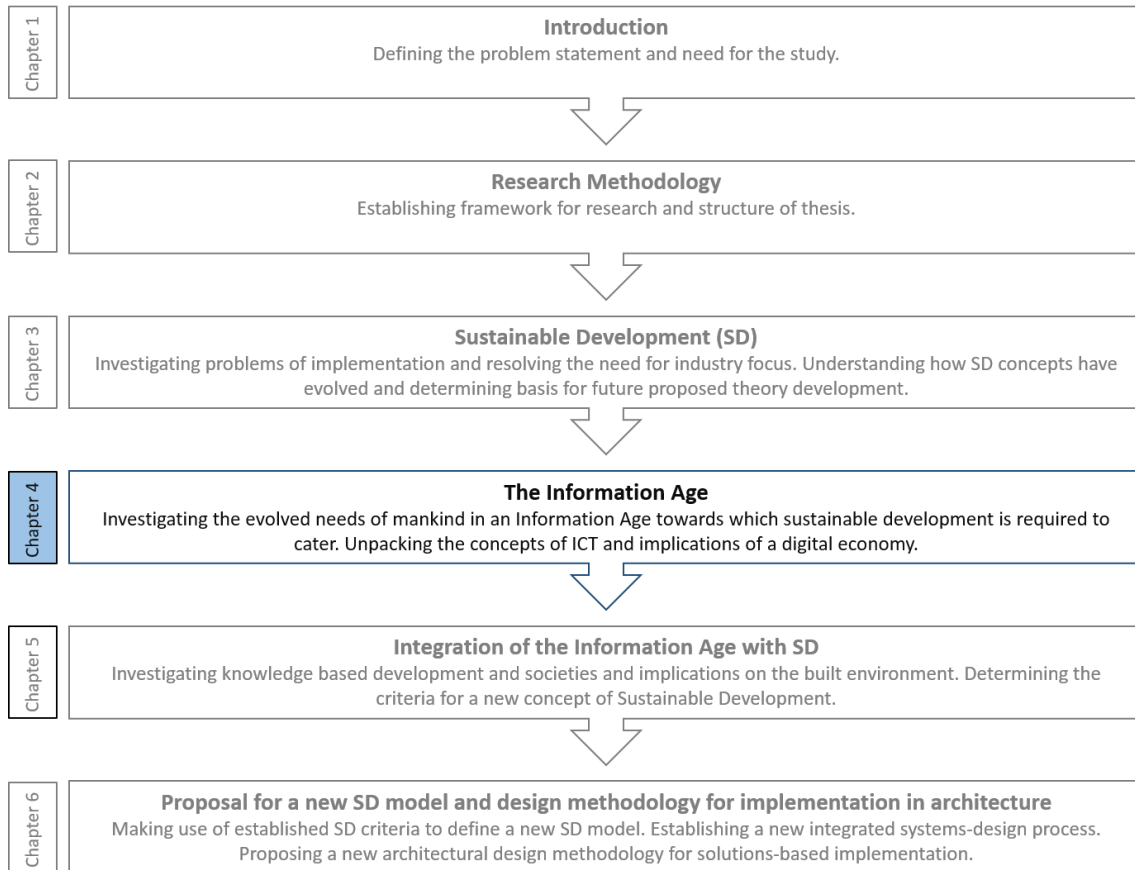 Chapter 1
Introduction
Defining the problem statement and need for the study.
Chapter 2
Research Methodology
Establishing framework for research and structure of thesis.
Chapter 3
Sustainable Development (SD)
Investigating problems of implementation and resolving the need for industry focus. Understanding how SD concepts have
evolved and determining basis for future proposed theory development.
Chapter 4
The Information Age
Investigating the evolved needs of mankind in an Information Age towards which sustainable development is required to
cater. Unpacking the concepts of ICT and implications of a digital economy.
Chapter 5
Integration of the Information Age with SD
Investigating knowledge based development and societies and implications on the built environment. Determining the
criteria for a new concept of Sustainable Development.
Chapter 6
Proposal for a new SD model and design methodology for implementation in architecture
Making use of established SD criteria to define a new SD model. Establishing a new integrated systems-design process.
Proposing a new architectural design methodology for solutions-based implementation.